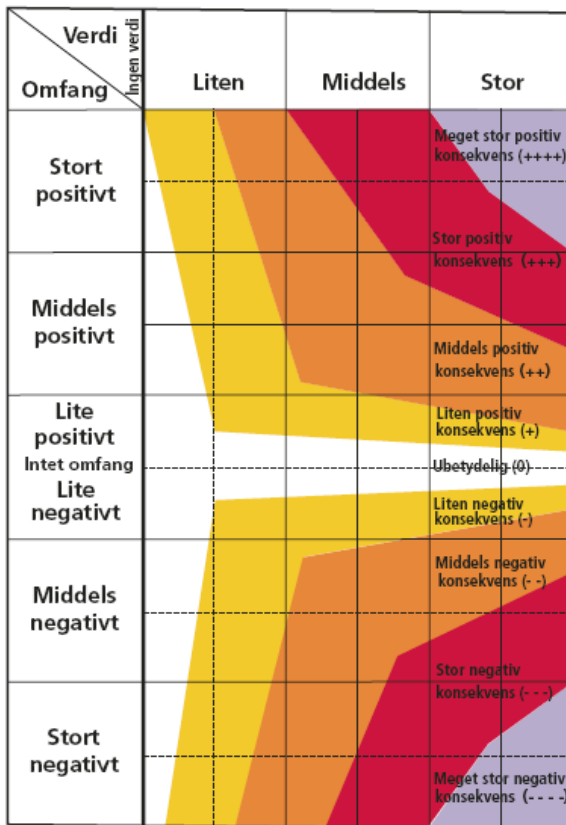 Verdi
Omfang
Ingen verdi
Liten
Middels
Stor
Stort
positivt
Meget stor positiv
konsekvens (++++)
Stor positiv
konsekvens (+++)
Middels
positivt
Middels positiv
konsekvens (++)
Lite
positivt
Liten positiv
konsekvens (+)
Intet omfang
Ubetydelig (0)
Lite
negativt
Liten negativ
konsekvens (-)
Middels
negativt
Middels negativ
konsekvens (- -)
Stor negativ
konsekvens (- - -)
Stort
negativt
Meget stor negativ
konsekvens (- - - -)